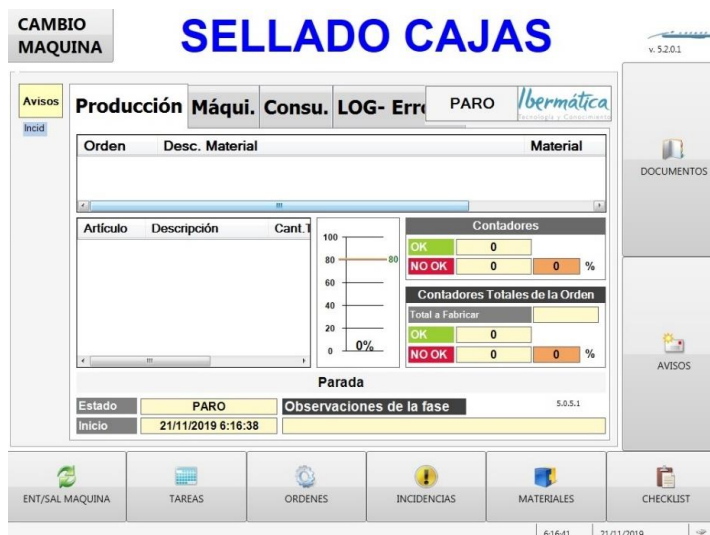 CAMBIO
MAQUINA
SELLADO CAJAS
v. 5.2.0.1
Avisos
Incid
Producción Máqui. Consu. LOG- Erro PARO
Ibermática
Tecnología y Conocimiento
Orden Desc. Material Material
DOCUMENTOS
Artículo Descripción Cant.T
100
80
60
40
20
0
80
0%
Contadores
OK 0
NO OK 0 0 %
Contadores Totales de la Orden
Total a Fabricar
OK 0
NO OK 0 0 %
AVISOS
Parada
Estado PARO Observaciones de la fase 5.0.5.1
Inicio 21/11/2019 6:16:38
ENT/SAL MAQUINA TAREAS ORDENES INCIDENCIAS MATERIALES CHECKLIST
6:16:41 21/11/2019